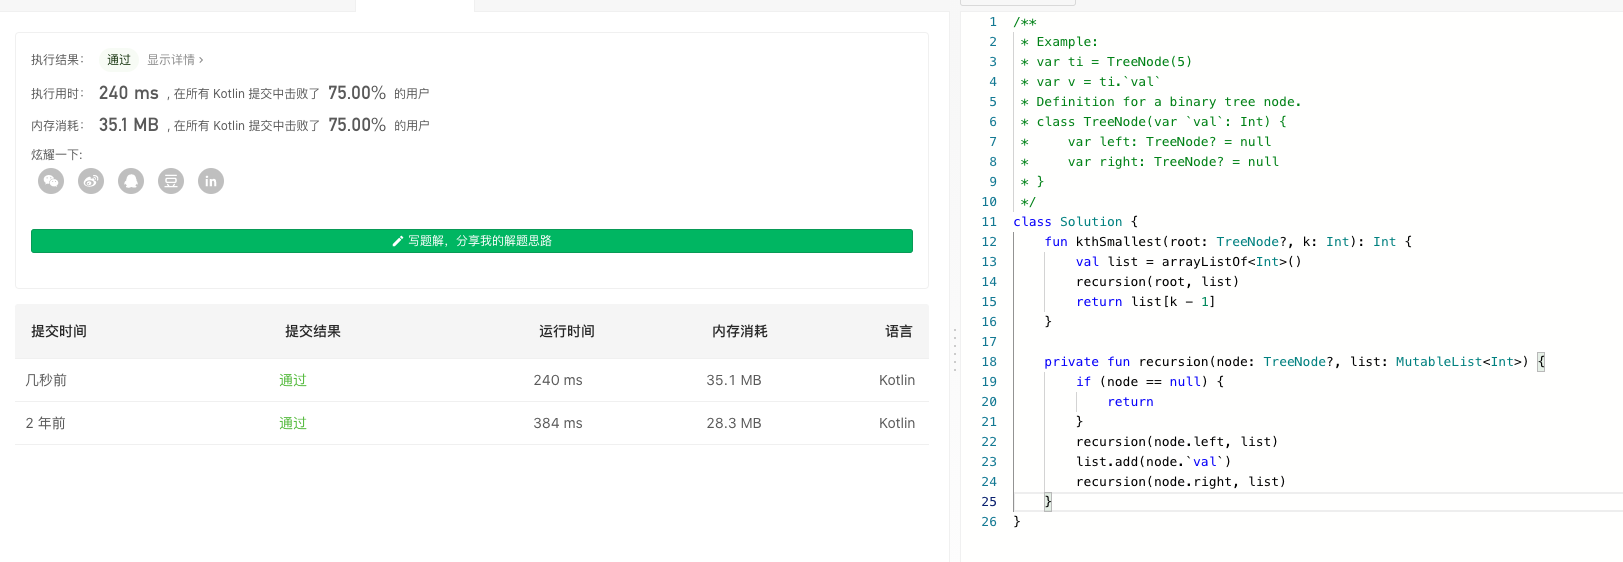 执行结果： 通过 显示详情 ›
执行用时： 240 ms , 在所有 Kotlin 提交中击败了 75.00% 的用户
内存消耗： 35.1 MB , 在所有 Kotlin 提交中击败了 75.00% 的用户
炫耀一下:
豆 in
写题解，分享我的解题思路
提交时间 提交结果 运行时间 内存消耗 语言
几秒前 通过 240 ms 35.1 MB Kotlin
2 年前 通过 384 ms 28.3 MB Kotlin
1 /**
2  * Example:
3  * var ti = TreeNode(5)
4  * var v = ti.`val`
5  * Definition for a binary tree node.
6  * class TreeNode(var `val`: Int) {
7  *     var left: TreeNode? = null
8  *     var right: TreeNode? = null
9  * }
10  */
11 class Solution {
12     fun kthSmallest(root: TreeNode?, k: Int): Int {
13         val list = arrayListOf<Int>()
14         recursion(root, list)
15         return list[k - 1]
16     }
17
18     private fun recursion(node: TreeNode?, list: MutableList<Int>) {
19         if (node == null) {
20             return
21         }
22         recursion(node.left, list)
23         list.add(node.`val`)
24         recursion(node.right, list)
25     }
26 }